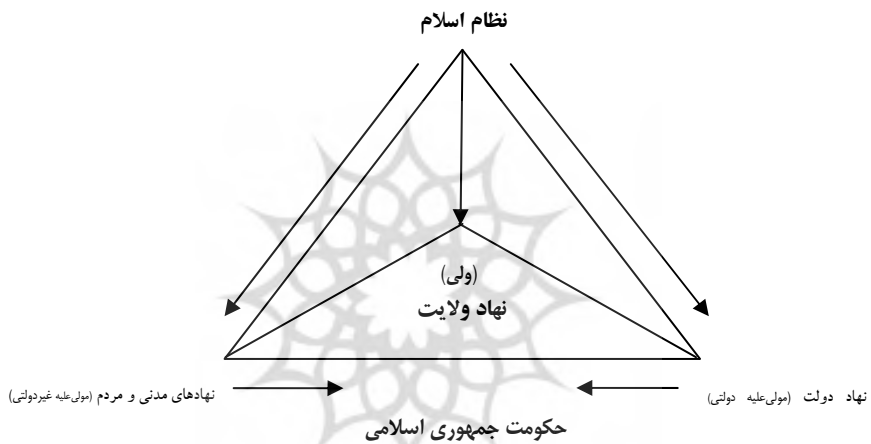 نظام اسلام
(ولی)
نهاد ولایت
نهاد دولت (مولی‌علیه دولتی)
نهادهای مدنی و مردم (مولی‌علیه غیردولتی)
حکومت جمهوری اسلامی